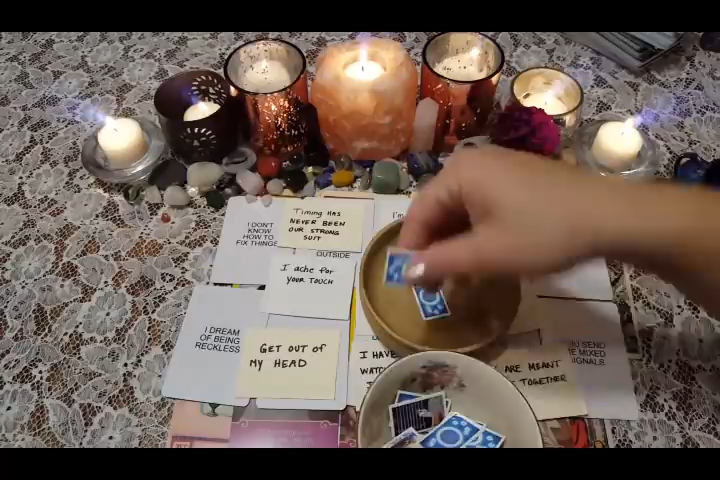 I DON'T
KNOW
HOW TO
FIX THINGS
TIMING HAS
NEVER BEEN
OUR STRONG
SUIT
I'M
OUTSIDE
I ache for
YOUR TOUCH
I DREAM
OF BEING
RECKLESS
GET OUT OF
MY HEAD
I HAVE
I
SEND
ME MIXED
SIGNALS
ARE MEANT
TOGETHER